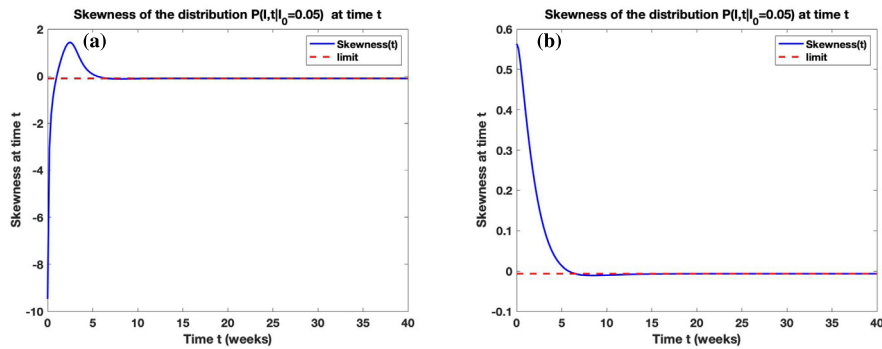 Skewness of the distribution P(I,t|I0=0.05) at time t
(a)
Skewness(t)
limit
2
0
-2
-4
-6
-8
-10
Skewness at time t
0 5 10 15 20 25 30 35 40
Time t (weeks)
Skewness of the distribution P(I,t|I0=0.05) at time t
(b)
Skewness(t)
limit
0.6
0.5
0.4
0.3
0.2
0.1
0
-0.1
Skewness at time t
0 5 10 15 20 25 30 35 40
Time t (weeks)